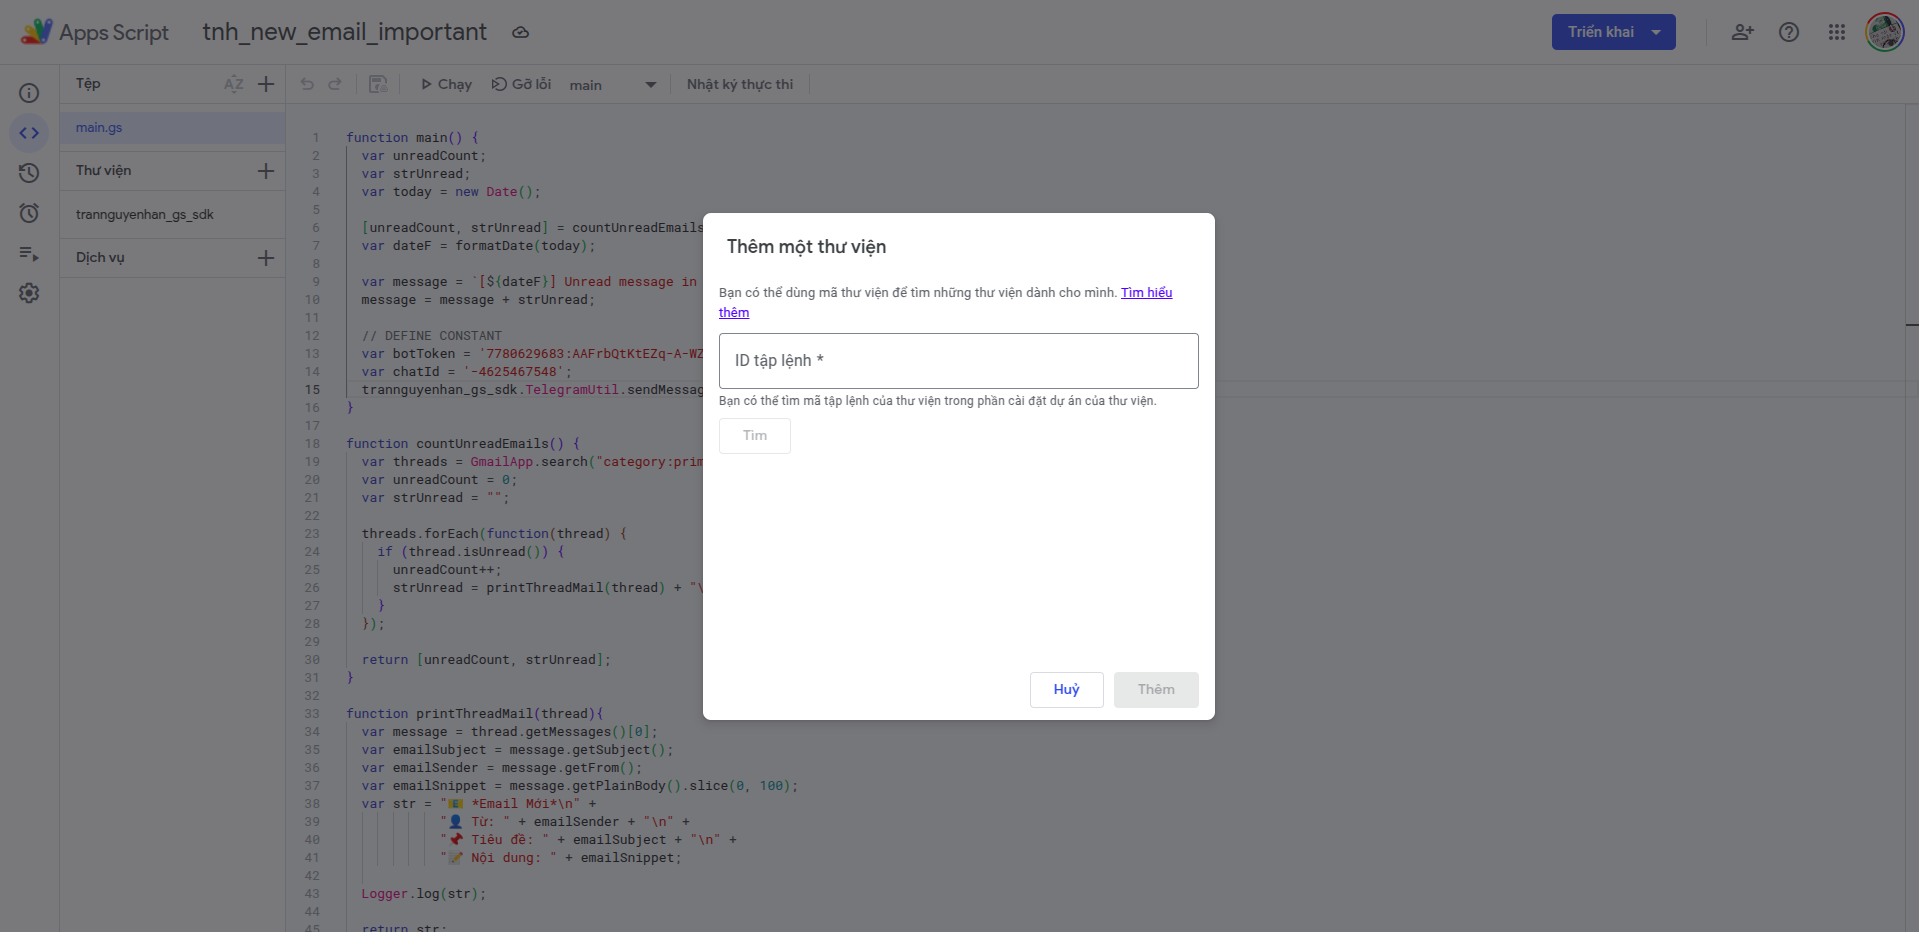 Apps Script
tnh_new_email_important
Triển khai
Tệp
AZ
Chạy
Gỡ lỗi
main
Nhật ký thực thi
main.gs
Thư viện
trannguyenhan_gs_sdk
Dịch vụ
1 function main() {
2 var unreadCount;
3 var strUnread;
4 var today = new Date();
5
6 [unreadCount, strUnread] = countUnreadEmails
7 var dateF = formatDate(today);
8
9 var message = `[${dateF}] Unread message in
10 message = message + strUnread;
11
12 // DEFINE CONSTANT
13 var botToken = '7780629683:AAFrbQtKtEZq-A-WZ
14 var chatId = '-4625467548';
15 trannguyenhan_gs_sdk.TelegramUtil.sendMessag
16 }
17
18 function countUnreadEmails() {
19 var threads = GmailApp.search("category:prim
20 var unreadCount = 0;
21 var strUnread = "";
22
23 threads.forEach(function(thread) {
24 if (thread.isUnread()) {
25 unreadCount++;
26 strUnread = printThreadMail(thread) + "\
27 }
28 });
29
30 return [unreadCount, strUnread];
31 }
32
33 function printThreadMail(thread){
34 var message = thread.getMessages()[0];
35 var emailSubject = message.getSubject();
36 var emailSender = message.getFrom();
37 var emailSnippet = message.getPlainBody().slice(0, 100);
38 var str = "📧 *Email Mới*\n" +
39 "👤 Từ: " + emailSender + "\n" +
40 "📌 Tiêu đề: " + emailSubject + "\n" +
41 "📝 Nội dung: " + emailSnippet;
42
43 Logger.log(str);
44
45 return str;
Thêm một thư viện
Bạn có thể dùng mã thư viện để tìm những thư viện dành cho mình. Tìm hiểu
thêm
ID tập lệnh *
Bạn có thể tìm mã tập lệnh của thư viện trong phần cài đặt dự án của thư viện.
Tìm
Huỷ
Thêm